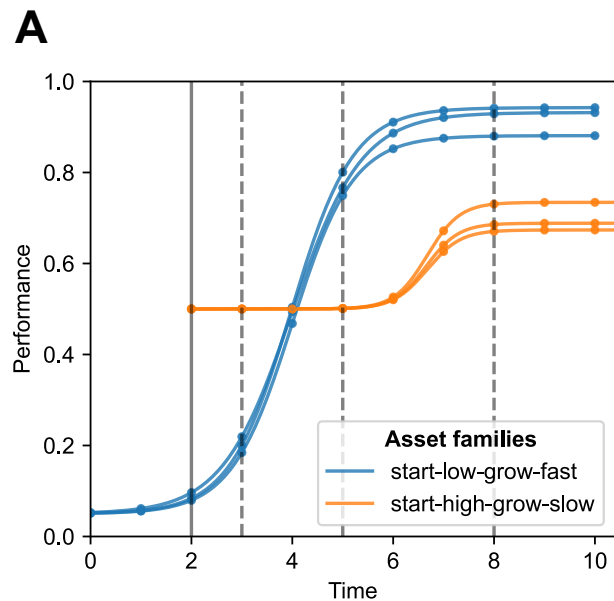 A
1.0
0.8
0.6
0.4
0.2
0.0
Performance
0
2
4
6
8
10
Time
Asset families
start-low-grow-fast
start-high-grow-slow